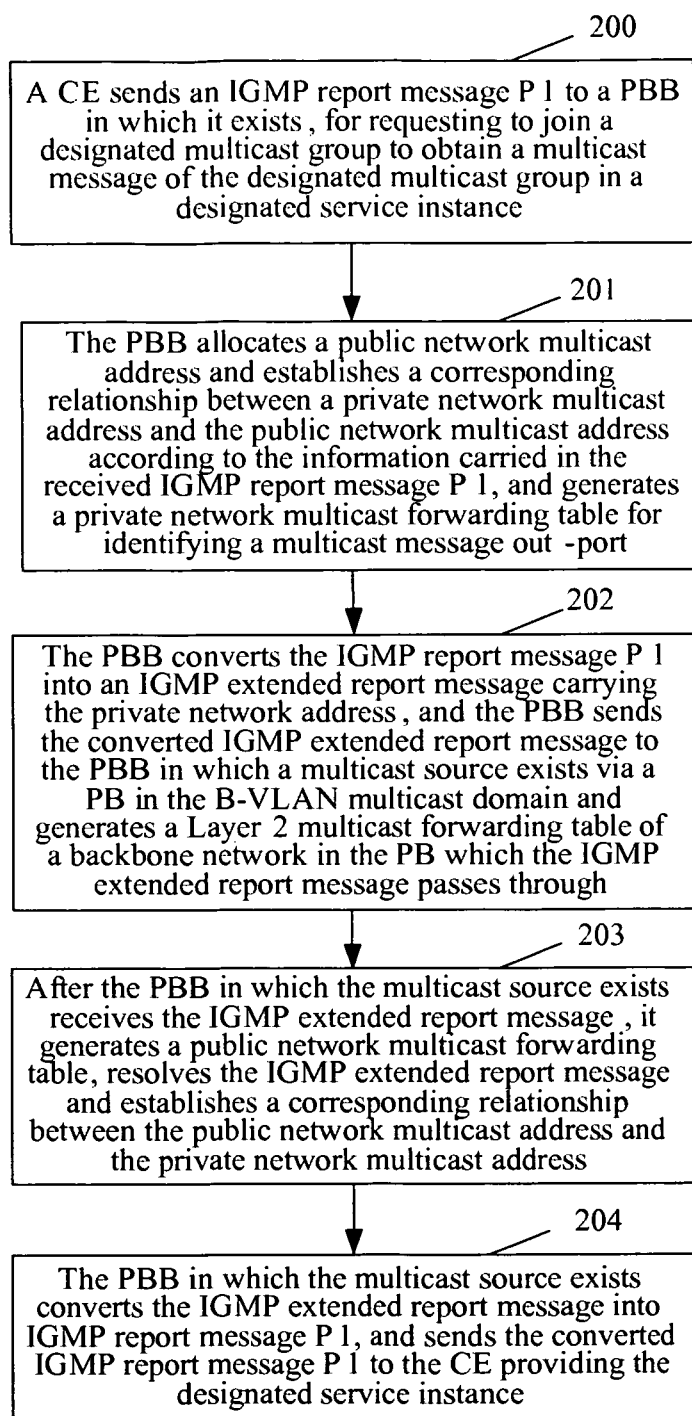 200
A CE sends an IGMP report message P 1 to a PBB
in which it exists , for requesting to join a
designated multicast group to obtain a multicast
message of the designated multicast group in a
designated service instance
201
The PBB allocates a public network multicast
address and establishes a corresponding
relationship between a private network multicast
address and the public network multicast address
according to the information carried in the
received IGMP report message P 1, and generates
a private network multicast forwarding table for
identifying a multicast message out -port
202
The PBB converts the IGMP report message P 1
into an IGMP extended report message carrying
the private network address , and the PBB sends
the converted IGMP extended report message to
the PBB in which a multicast source exists via a
PB in the B-VLAN multicast domain and
generates a Layer 2 multicast forwarding table of
a backbone network in the PB which the IGMP
extended report message passes through
203
After the PBB in which the multicast source exists
receives the IGMP extended report message , it
generates a public network multicast forwarding
table, resolves the IGMP extended report message
and establishes a corresponding relationship
between the public network multicast address and
the private network multicast address
204
The PBB in which the multicast source exists
converts the IGMP extended report message into
IGMP report message P 1, and sends the converted
IGMP report message P 1 to the CE providing the
designated service instance